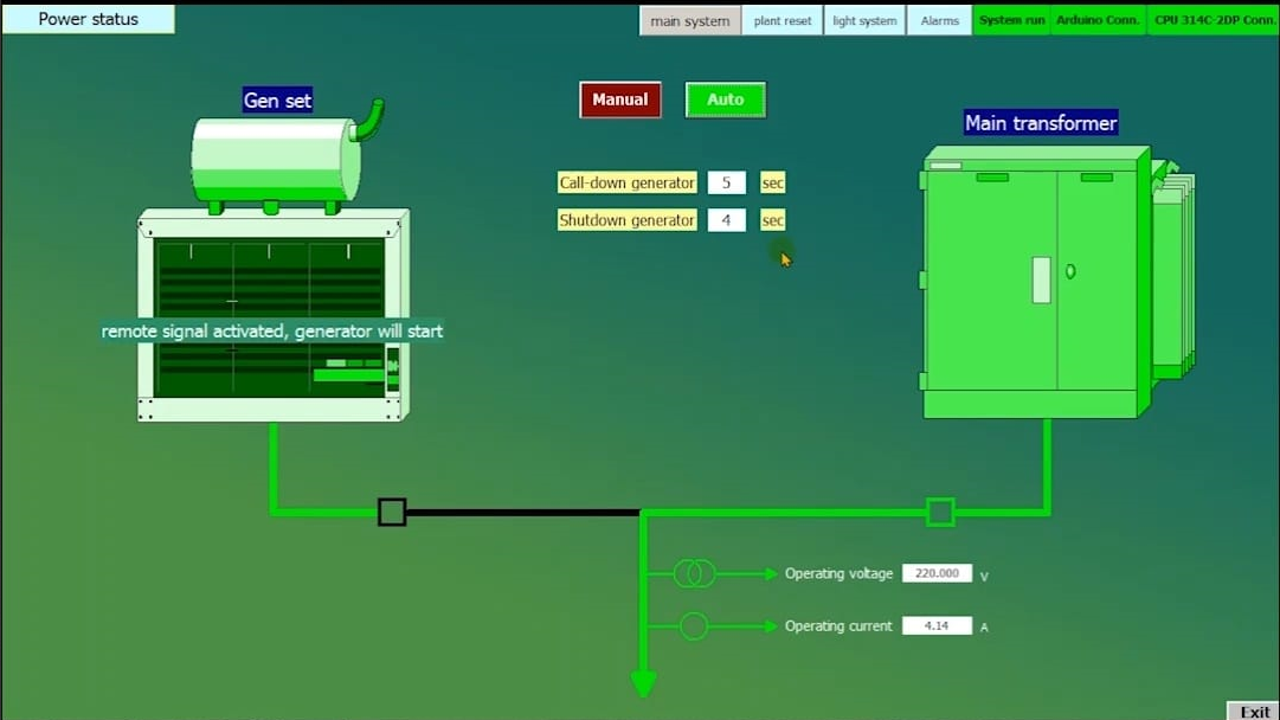 Power status
main system
plant reset
light system
Alarms
System run
Arduino Conn.
CPU 314C-2DP Conn.
Gen set
Manual
Auto
Main transformer
Call-down generator 5 sec
Shutdown generator 4 sec
remote signal activated, generator will start
Operating voltage 220.000 V
Operating current 4.14 A
Exit